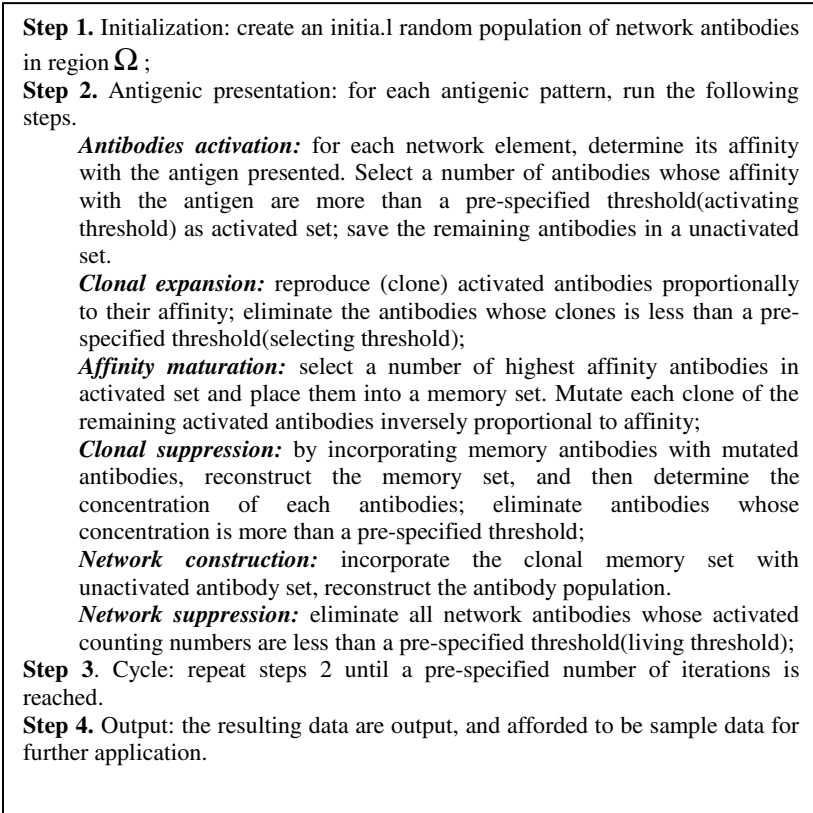 Step 1. Initialization: create an initia.l random population of network antibodies
in region Ω ;
Step 2. Antigenic presentation: for each antigenic pattern, run the following
steps.
Antibodies activation: for each network element, determine its affinity
with the antigen presented. Select a number of antibodies whose affinity
with the antigen are more than a pre-specified threshold(activating
threshold) as activated set; save the remaining antibodies in a unactivated
set.
Clonal expansion: reproduce (clone) activated antibodies proportionally
to their affinity; eliminate the antibodies whose clones is less than a pre-
specified threshold(selecting threshold);
Affinity maturation: select a number of highest affinity antibodies in
activated set and place them into a memory set. Mutate each clone of the
remaining activated antibodies inversely proportional to affinity;
Clonal suppression: by incorporating memory antibodies with mutated
antibodies, reconstruct the memory set, and then determine the
concentration of each antibodies; eliminate antibodies whose
concentration is more than a pre-specified threshold;
Network construction: incorporate the clonal memory set with
unactivated antibody set, reconstruct the antibody population.
Network suppression: eliminate all network antibodies whose activated
counting numbers are less than a pre-specified threshold(living threshold);
Step 3. Cycle: repeat steps 2 until a pre-specified number of iterations is
reached.
Step 4. Output: the resulting data are output, and afforded to be sample data for
further application.